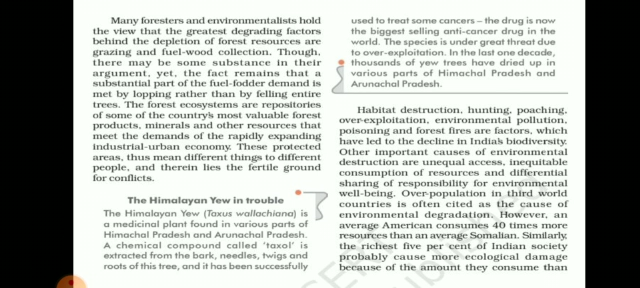 Many foresters and environmentalists hold
the view that the greatest degrading factors
behind the depletion of forest resources are
grazing and fuel-wood collection. Though,
there may be some substance in their
argument, yet, the fact remains that a
substantial part of the fuel-fodder demand is
met by lopping rather than by felling entire
trees. The forest ecosystems are repositories
of some of the country's most valuable forest
products, minerals and other resources that
meet the demands of the rapidly expanding
industrial-urban economy. These protected
areas, thus mean different things to different
people, and therein lies the fertile ground
for conflicts.
The Himalayan Yew in trouble
The Himalayan Yew (Taxus wallachiana) is
a medicinal plant found in various parts of
Himachal Pradesh and Arunachal Pradesh.
A chemical compound called 'taxol' is
extracted from the bark, needles, twigs and
roots of this tree, and it has been successfully
used to treat some cancers – the drug is now
the biggest selling anti-cancer drug in the
world. The species is under great threat due
to over-exploitation. In the last one decade,
thousands of yew trees have dried up in
various parts of Himachal Pradesh and
Arunachal Pradesh.
Habitat destruction, hunting, poaching,
over-exploitation, environmental pollution,
poisoning and forest fires are factors, which
have led to the decline in India's biodiversity.
Other important causes of environmental
destruction are unequal access, inequitable
consumption of resources and differential
sharing of responsibility for environmental
well-being. Over-population in third world
countries is often cited as the cause of
environmental degradation. However, an
average American consumes 40 times more
resources than an average Somalian. Similarly,
the richest five per cent of Indian society
probably cause more ecological damage
because of the amount they consume than